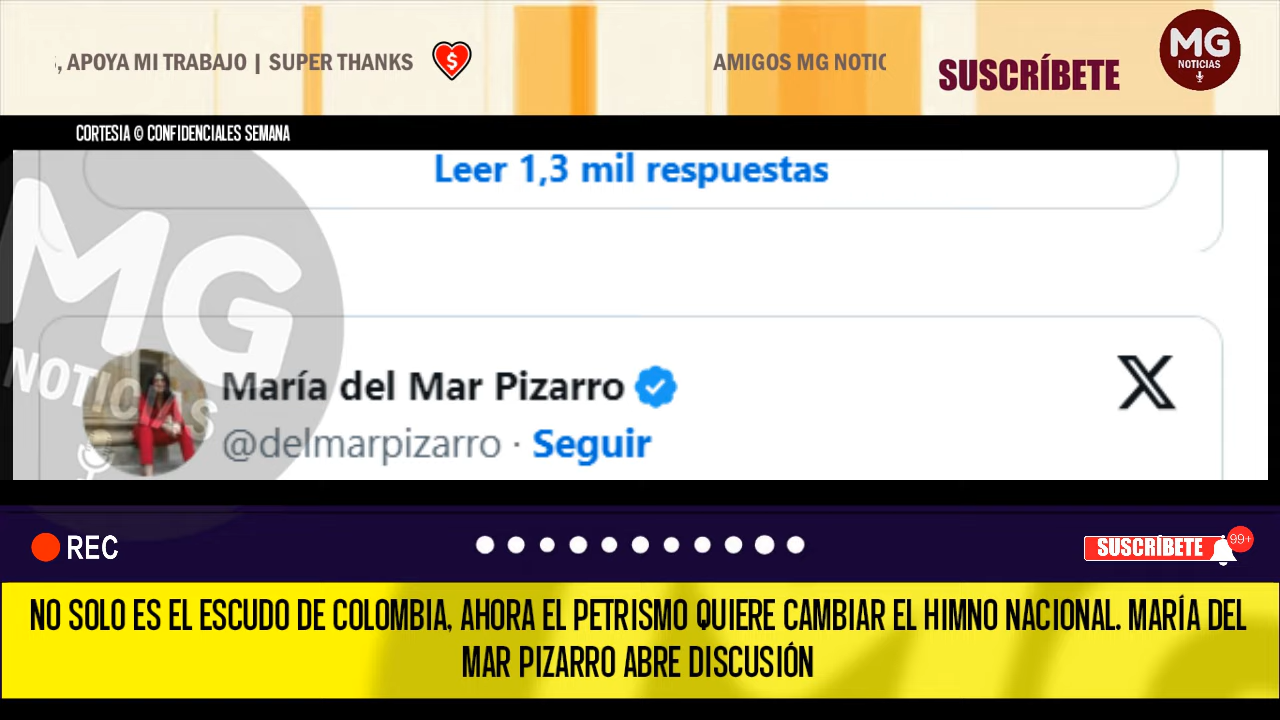 , APOYA MI TRABAJO | SUPER THANKS
$
AMIGOS MG NOTIC
SUSCRÍBETE
MG
NOTICIAS
CORTESIA © CONFIDENCIALES SEMANA
Leer 1,3 mil respuestas
MG
NOTICIAS
María del Mar Pizarro
X
@delmarpizarro · Seguir
REC
SUSCRÍBETE
99+
NO SOLO ES EL ESCUDO DE COLOMBIA, AHORA EL PETRISMO QUIERE CAMBIAR EL HIMNO NACIONAL. MARÍA DEL
MAR PIZARRO ABRE DISCUSIÓN